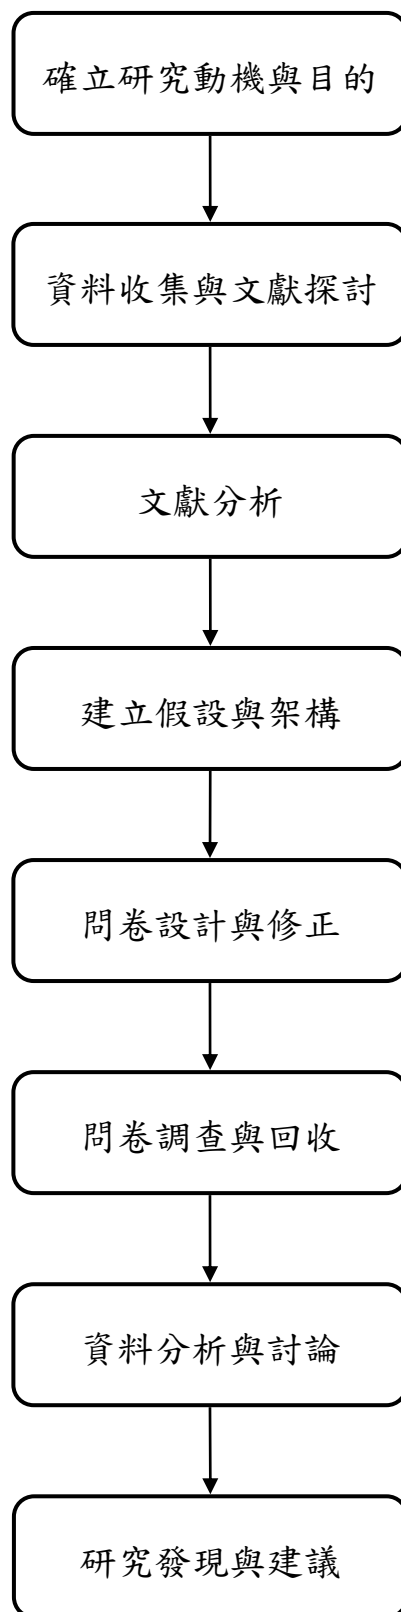 確立研究動機與目的
資料收集與文獻探討
文獻分析
建立假設與架構
問卷設計與修正
問卷調查與回收
資料分析與討論
研究發現與建議